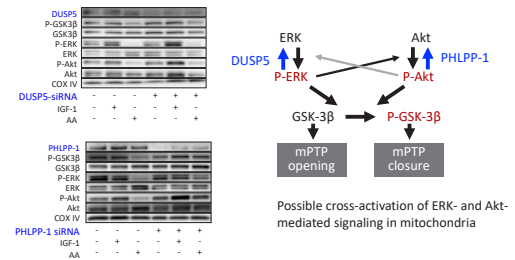 DUSP5
P-GSK3β
GSK3β
P-ERK
ERK
P-Akt
Akt
COX IV
DUSP5-siRNA - - - + + +
IGF-1 - + - - + -
AA - - + - - +
PHLPP-1
P-GSK3β
GSK3β
P-ERK
ERK
P-Akt
Akt
COX IV
PHLPP-1 siRNA - - - + + +
IGF-1 - + - - + -
AA - - + - - +
ERK Akt
DUSP5 PHLPP-1
P-ERK P-Akt
GSK-3β P-GSK-3β
mPTP opening
mPTP closure
Possible cross-activation of ERK- and Akt-
mediated signaling in mitochondria